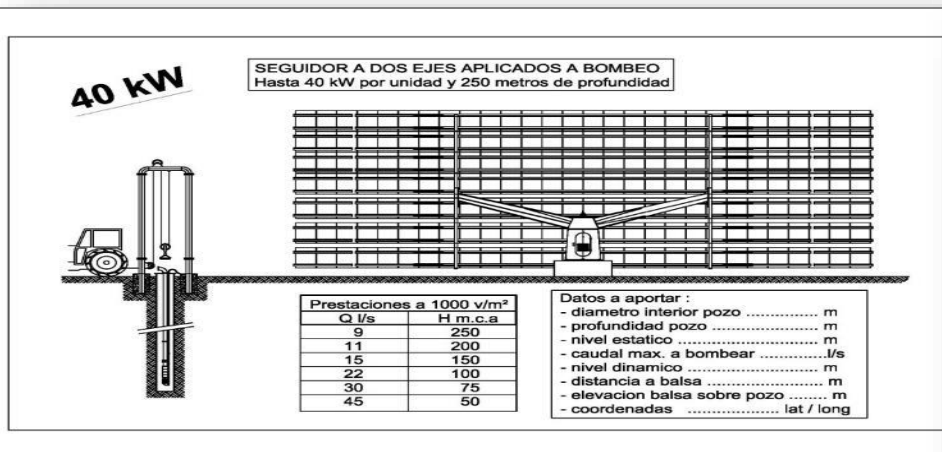 40 kW
SEGUIDOR A DOS EJES APLICADOS A BOMBEO
Hasta 40 kW por unidad y 250 metros de profundidad
Prestaciones a 1000 v/m²
Q l/s H m.c.a
9 250
11 200
15 150
22 100
30 75
45 50
Datos a aportar :
- diametro interior pozo .............. m
- profundidad pozo ................... m
- nivel estatico ........................... m
- caudal max. a bombear .............l/s
- nivel dinamico .......................... m
- distancia a balsa ....................... m
- elevacion balsa sobre pozo ........ m
- coordenadas ................... lat / long